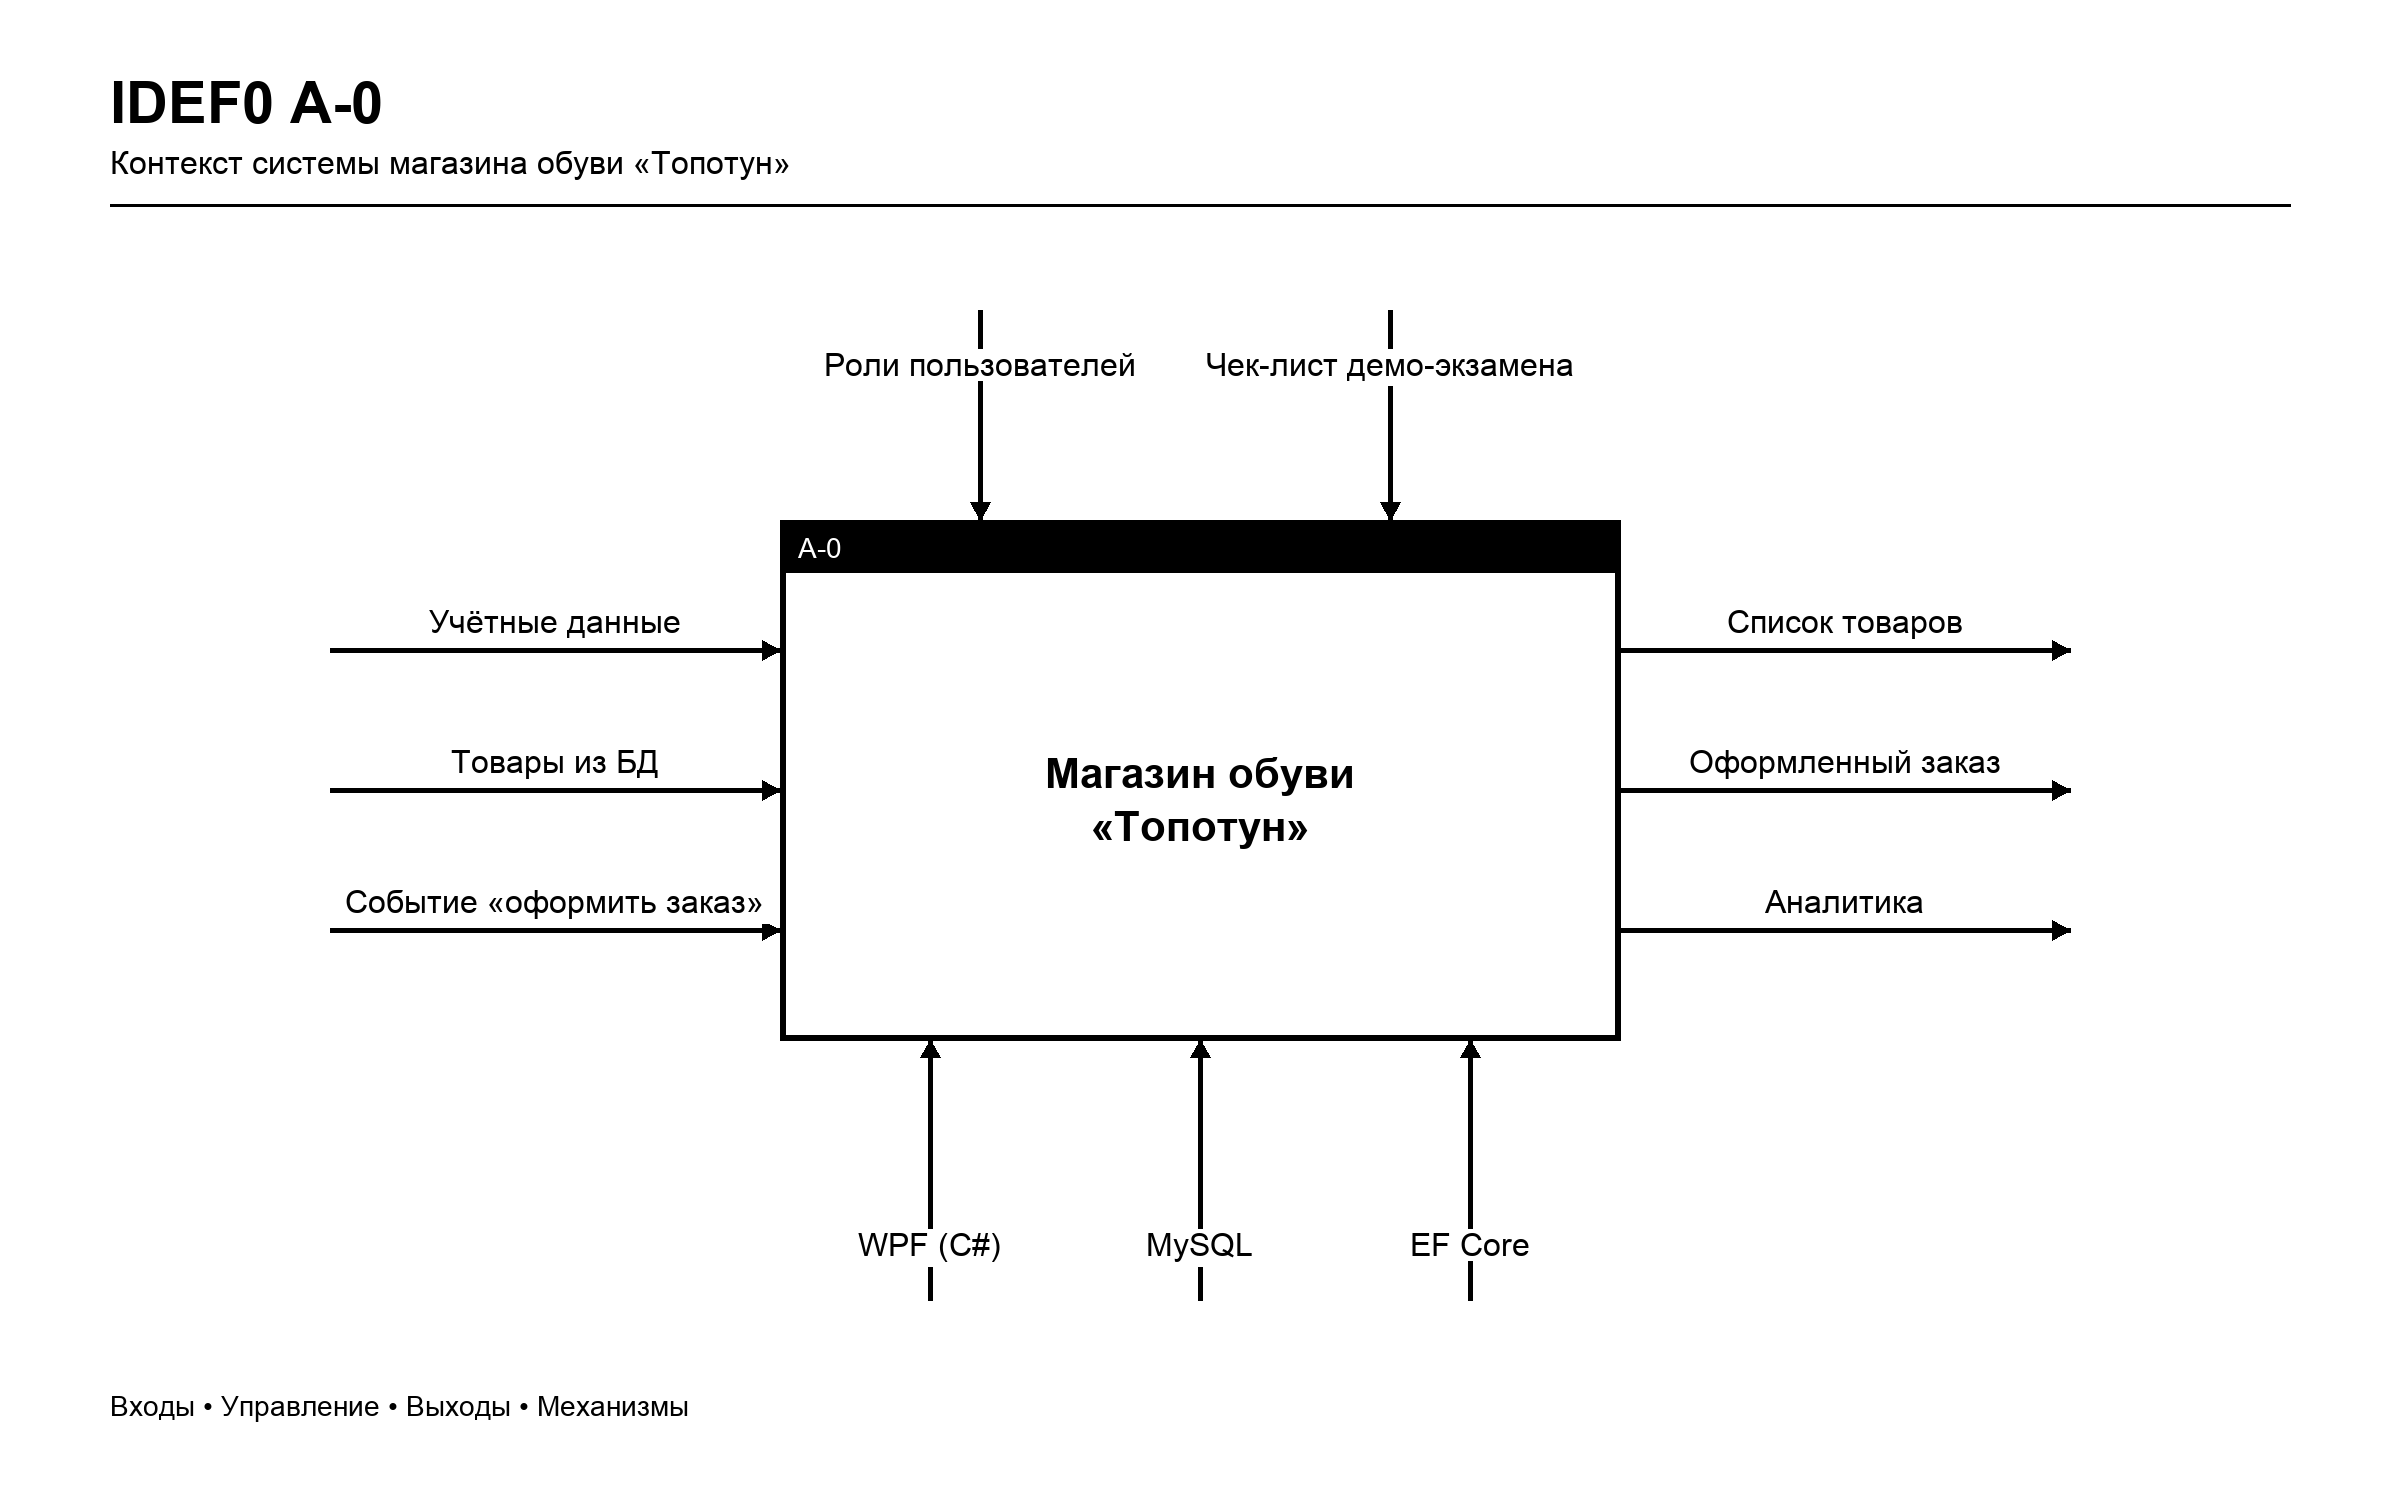 IDEF0 A-0
Контекст системы магазина обуви «Топотун»
Роли пользователей
Чек-лист демо-экзамена
A-0
Учётные данные
Список товаров
Товары из БД
Оформленный заказ
Магазин обуви
«Топотун»
Событие «оформить заказ»
Аналитика
WPF (C#)
MySQL
EF Core
Входы • Управление • Выходы • Механизмы